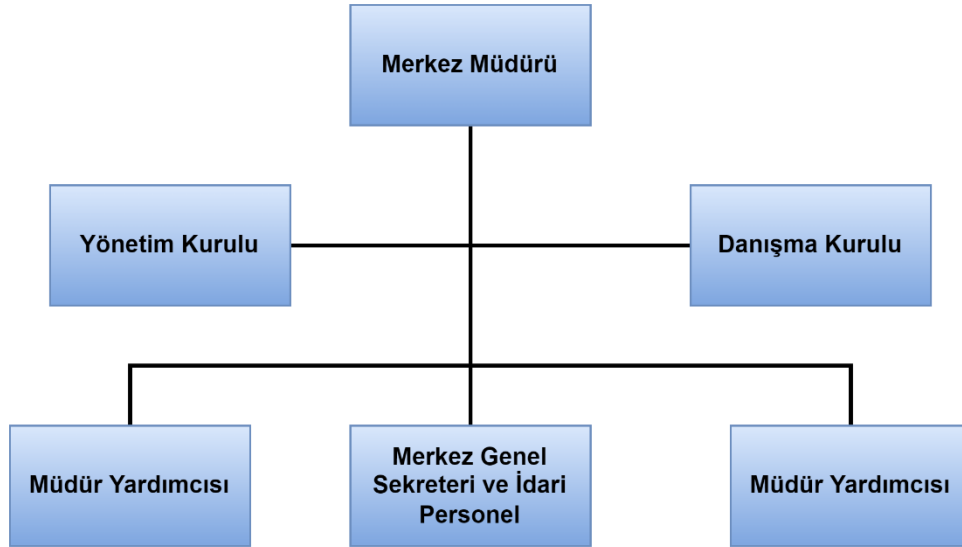 Merkez Müdürü
Yönetim Kurulu
Danışma Kurulu
Müdür Yardımcısı
Merkez Genel
Sekreteri ve İdari
Personel
Müdür Yardımcısı